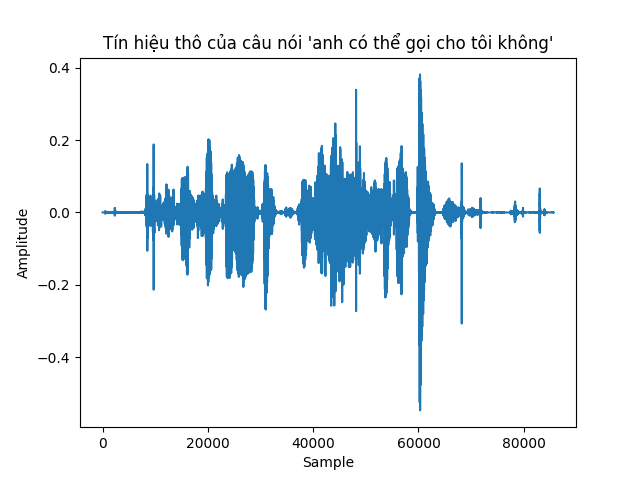 Tín hiệu thô của câu nói 'anh có thể gọi cho tôi không'
0.4
0.2
0.0
−0.2
−0.4
Amplitude
0 20000 40000 60000 80000
Sample